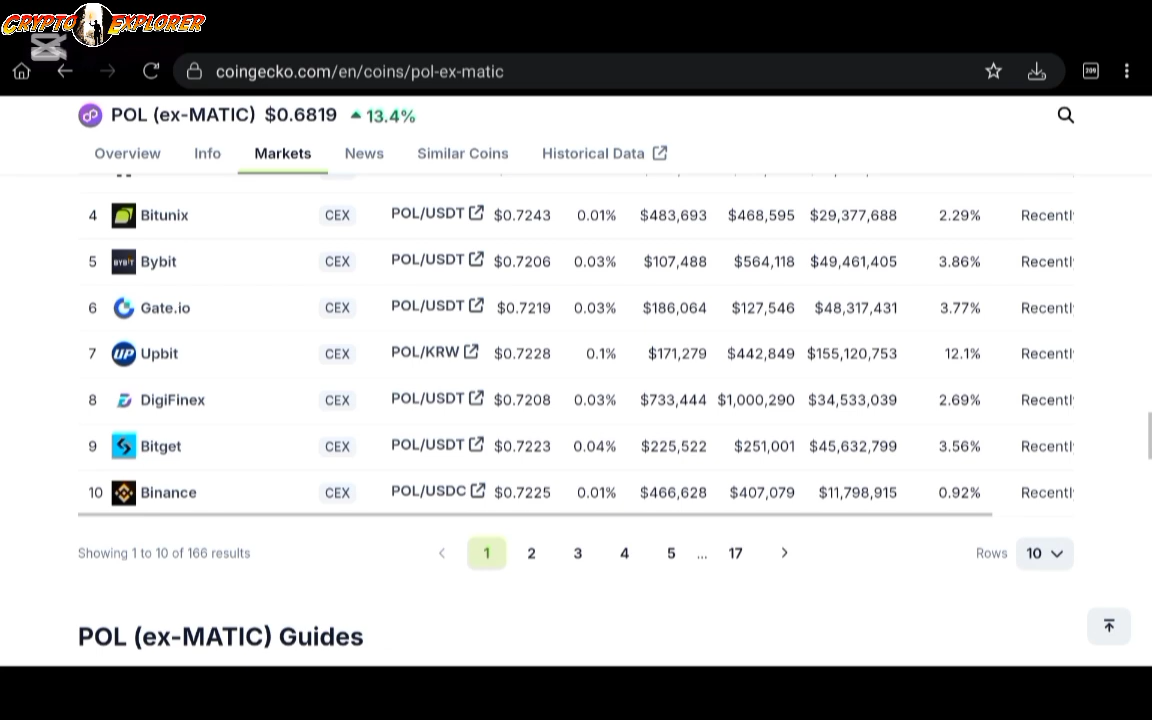 CRYPTO EXPLORER
coingecko.com/en/coins/pol-ex-matic
POL (ex-MATIC) $0.6819 13.4%
Overview Info Markets News Similar Coins Historical Data
4 Bitunix CEX POL/USDT $0.7243 0.01% $483,693 $468,595 $29,377,688 2.29% Recentl
5 Bybit CEX POL/USDT $0.7206 0.03% $107,488 $564,118 $49,461,405 3.86% Recentl
6 Gate.io CEX POL/USDT $0.7219 0.03% $186,064 $127,546 $48,317,431 3.77% Recentl
7 UP Upbit CEX POL/KRW $0.7228 0.1% $171,279 $442,849 $155,120,753 12.1% Recentl
8 DigiFinex CEX POL/USDT $0.7208 0.03% $733,444 $1,000,290 $34,533,039 2.69% Recentl
9 Bitget CEX POL/USDT $0.7223 0.04% $225,522 $251,001 $45,632,799 3.56% Recentl
10 Binance CEX POL/USDC $0.7225 0.01% $466,628 $407,079 $11,798,915 0.92% Recentl
Showing 1 to 10 of 166 results 1 2 3 4 5 ... 17 Rows 10
POL (ex-MATIC) Guides